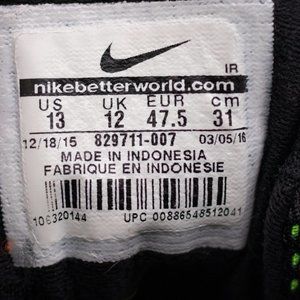 IR
nikebetterworld.com
US UK EUR cm
13 12 47.5 31
12/18/15 829711-007 03/05/16
MADE IN INDONESIA
FABRIQUE EN INDONESIE
UPC 00886548512041